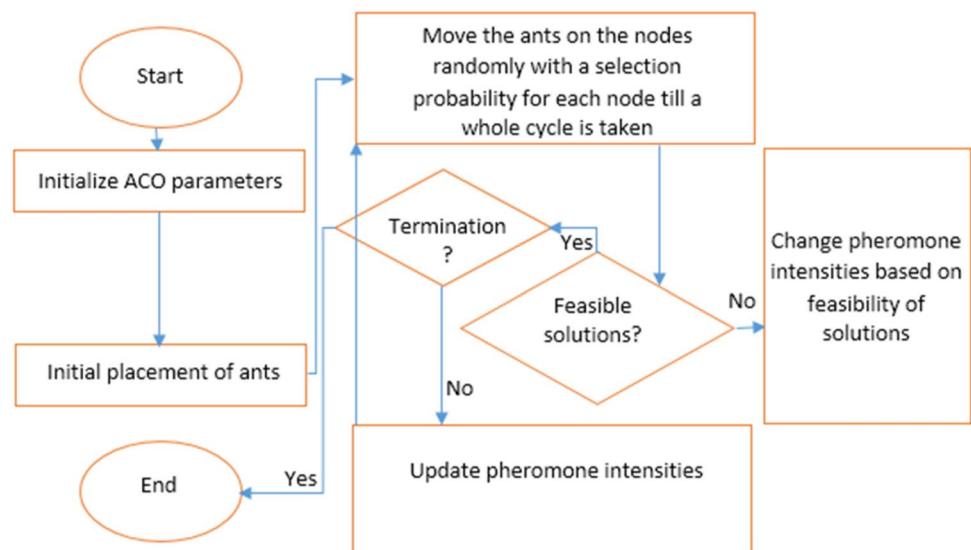 Start
Initialize ACO parameters
Initial placement of ants
Move the ants on the nodes
randomly with a selection
probability for each node till a
whole cycle is taken
Feasible
solutions?
Yes
No
Change pheromone
intensities based on
feasibility of
solutions
Termination
?
No
Yes
Update pheromone intensities
End